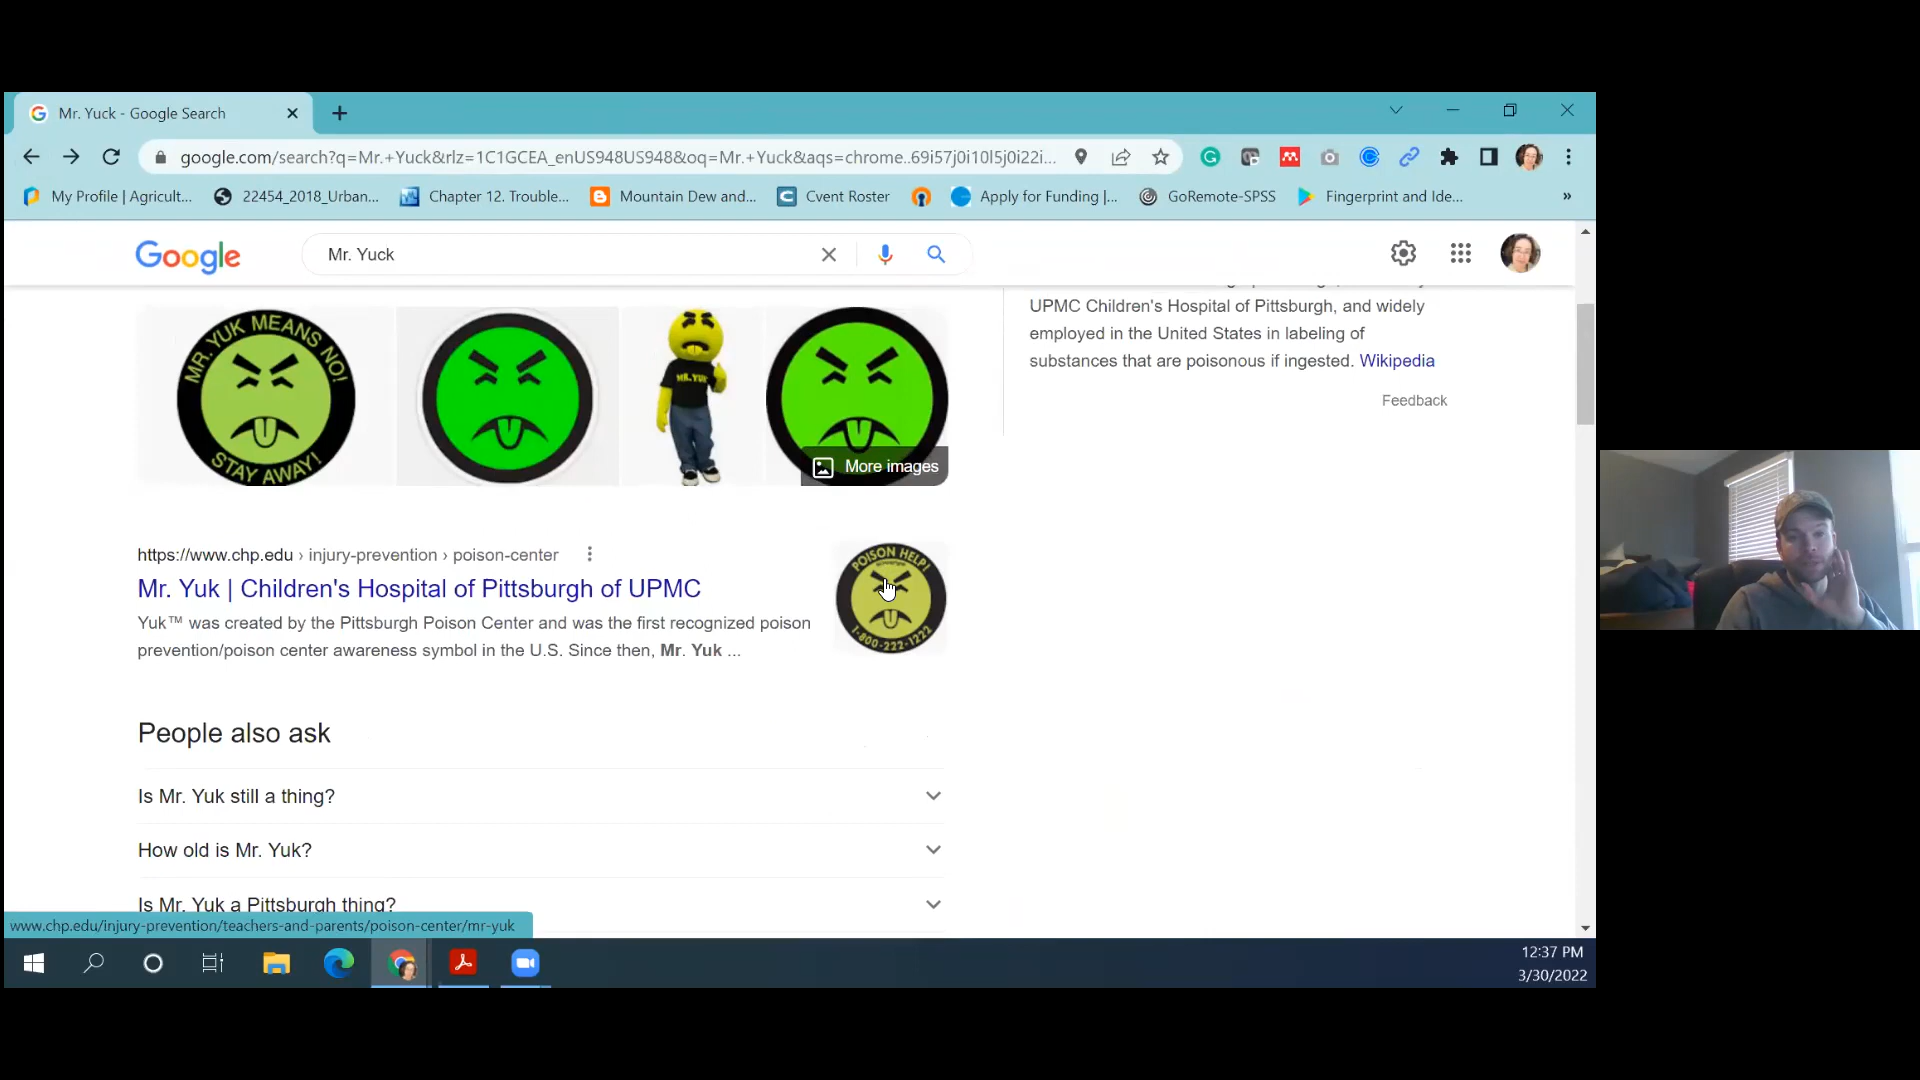 Mr. Yuck - Google Search
google.com/search?q=Mr.+Yuck&rlz=1C1GCEA_enUS948US948&oq=Mr.+Yuck&aqs=chrome..69i57j0i10l5j0i22i...
My Profile | Agricult... 22454_2018_Urban... Chapter 12. Trouble... Mountain Dew and... Cvent Roster Apply for Funding |... GoRemote-SPSS Fingerprint and Ide... »
Google Mr. Yuck
UPMC Children's Hospital of Pittsburgh, and widely
employed in the United States in labeling of
substances that are poisonous if ingested. Wikipedia
Feedback
MR. YUK MEANS NO!
STAY AWAY!
MR. YUK
More images
https://www.chp.edu › injury-prevention › poison-center
Mr. Yuk | Children's Hospital of Pittsburgh of UPMC
Yuk™ was created by the Pittsburgh Poison Center and was the first recognized poison
prevention/poison center awareness symbol in the U.S. Since then, Mr. Yuk ...
POISON HELP!
1-800-222-1222
People also ask
Is Mr. Yuk still a thing?
How old is Mr. Yuk?
Is Mr. Yuk a Pittsburgh thing?
www.chp.edu/injury-prevention/teachers-and-parents/poison-center/mr-yuk
12:37 PM
3/30/2022